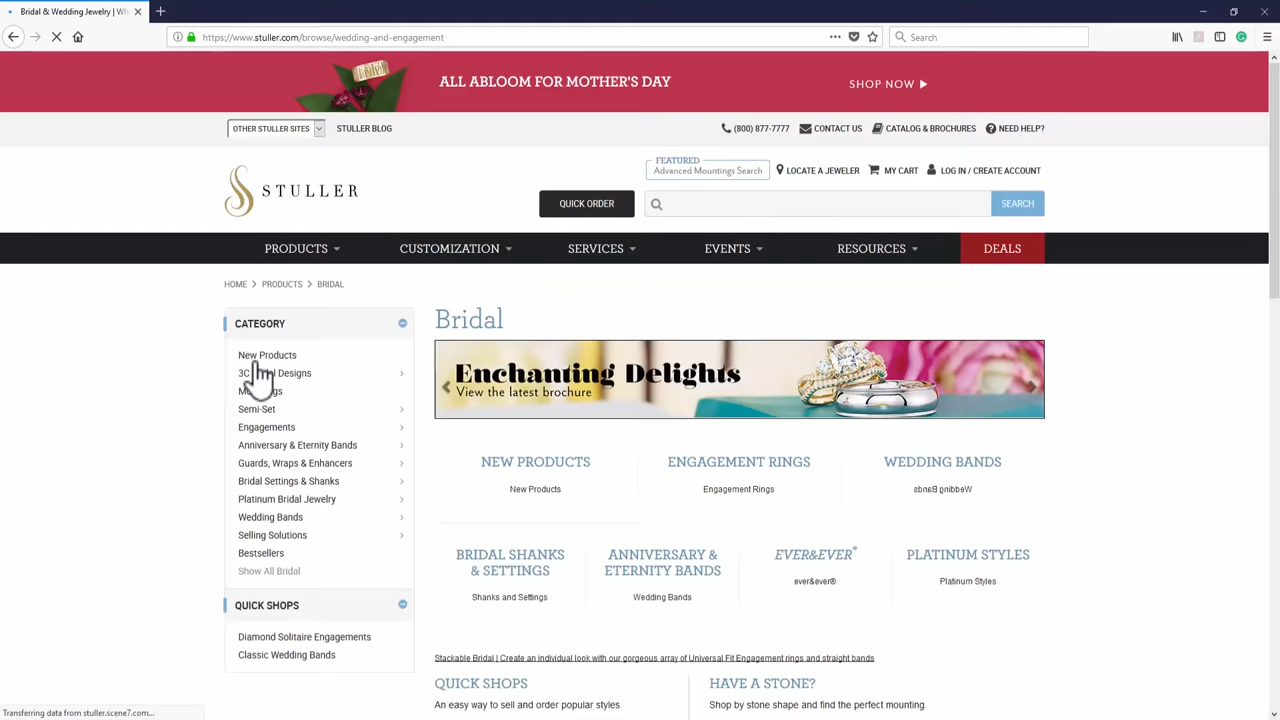 Bridal & Wedding Jewelry | Wh
https://www.stuller.com/browse/wedding-and-engagement
Search
ALL ABLOOM FOR MOTHER'S DAY
SHOP NOW
OTHER STULLER SITES
STULLER BLOG
(800) 877-7777
CONTACT US
CATALOG & BROCHURES
NEED HELP?
STULLER
FEATURED
Advanced Mountings Search
LOCATE A JEWELER
MY CART
LOG IN / CREATE ACCOUNT
QUICK ORDER
SEARCH
PRODUCTS
CUSTOMIZATION
SERVICES
EVENTS
RESOURCES
DEALS
HOME > PRODUCTS > BRIDAL
CATEGORY
New Products
Designs
Semi-Set
Engagements
Anniversary & Eternity Bands
Guards, Wraps & Enhancers
Bridal Settings & Shanks
Platinum Bridal Jewelry
Wedding Bands
Selling Solutions
Bestsellers
Show All Bridal
QUICK SHOPS
Diamond Solitaire Engagements
Classic Wedding Bands
Bridal
Enchanting Delights
View the latest brochure
NEW PRODUCTS
New Products
ENGAGEMENT RINGS
Engagement Rings
WEDDING BANDS
Wedding Bands
BRIDAL SHANKS
& SETTINGS
Shanks and Settings
ANNIVERSARY &
ETERNITY BANDS
Wedding Bands
EVER&EVER®
ever&ever®
PLATINUM STYLES
Platinum Styles
Stackable Bridal | Create an individual look with our gorgeous array of Universal Fit Engagement rings and straight bands
QUICK SHOPS
An easy way to sell and order popular styles.
HAVE A STONE?
Shop by stone shape and find the perfect mounting.
Transferring data from stuller.scene7.com...